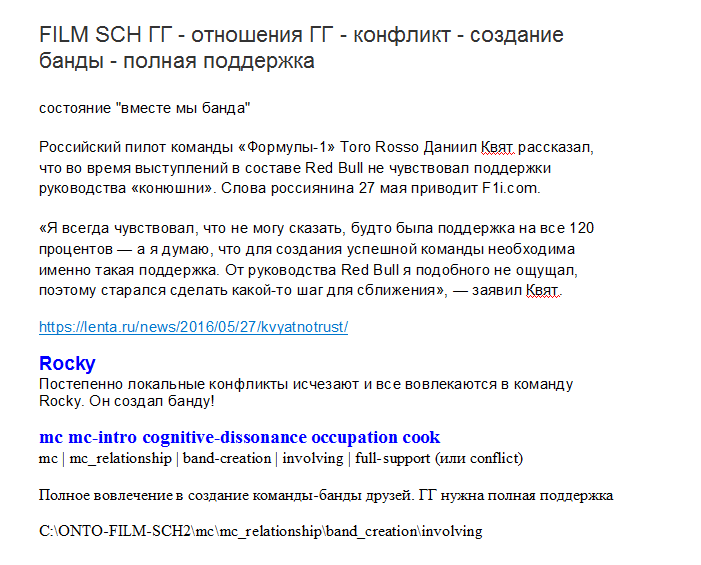 FILM SCH ГГ - отношения ГГ - конфликт - создание
банды - полная поддержка
состояние "вместе мы банда"
Российский пилот команды «Формулы-1» Toro Rosso Даниил Квят рассказал,
что во время выступлений в составе Red Bull не чувствовал поддержки
руководства «конюшни». Слова россиянина 27 мая приводит F1i.com.
«Я всегда чувствовал, что не могу сказать, будто была поддержка на все 120
процентов — а я думаю, что для создания успешной команды необходима
именно такая поддержка. От руководства Red Bull я подобного не ощущал,
поэтому старался сделать какой-то шаг для сближения», — заявил Квят.
https://lenta.ru/news/2016/05/27/kvyatnotrust/
Rocky
Постепенно локальные конфликты исчезают и все вовлекаются в команду
Rocky. Он создал банду!
mc mc-intro cognitive-dissonance occupation cook
mc | mc_relationship | band-creation | involving | full-support (или conflict)
Полное вовлечение в создание команды-банды друзей. ГГ нужна полная поддержка
C:\ONTO-FILM-SCH2\mc\mc_relationship\band_creation\involving